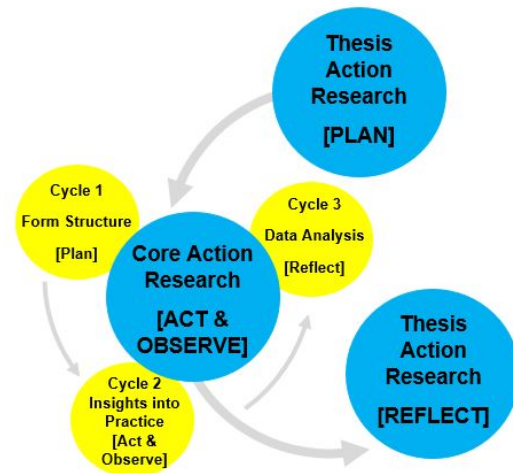 Thesis
Action
Research
[PLAN]
Cycle 1
Form Structure
[Plan]
Cycle 3
Data Analysis
[Reflect]
Core Action
Research
[ACT &
OBSERVE]
Cycle 2
Insights into
Practice
[Act &
Observe]
Thesis
Action
Research
[REFLECT]